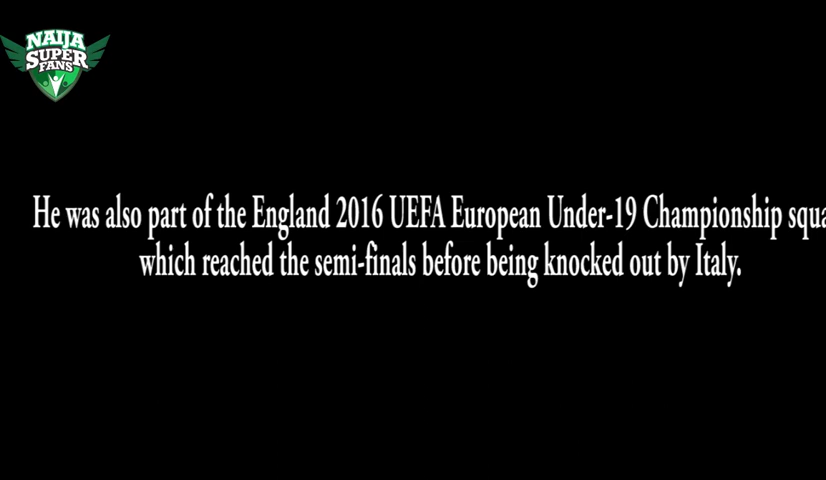 NAIJA
SUPER
FANS
He was also part of the England 2016 UEFA European Under-19 Championship squa
which reached the semi-finals before being knocked out by Italy.